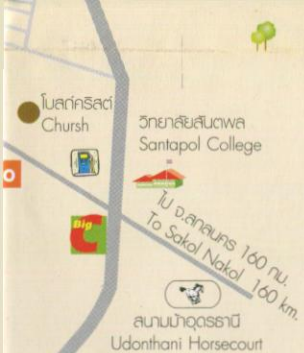 โบสถ์คริสต์
Chursh
วิทยาลัยสันตพล
Santapol College
ไป จ.สกลนคร 160 กม.
To Sakol Nakol 160 km.
Big C
สนามม้าอุดรธานี
Udonthani Horsecourt